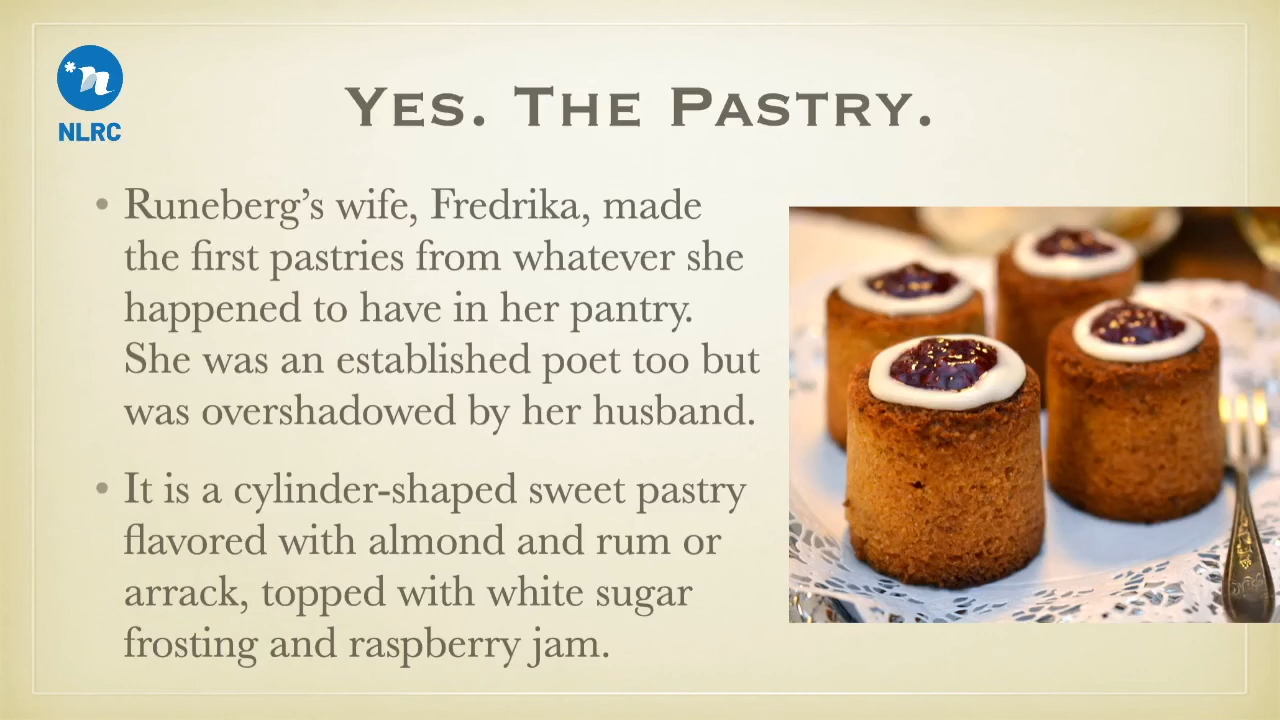 NLRC
Yes. The Pastry.
• Runeberg’s wife, Fredrika, made
the first pastries from whatever she
happened to have in her pantry.
She was an established poet too but
was overshadowed by her husband.
• It is a cylinder-shaped sweet pastry
flavored with almond and rum or
arrack, topped with white sugar
frosting and raspberry jam.